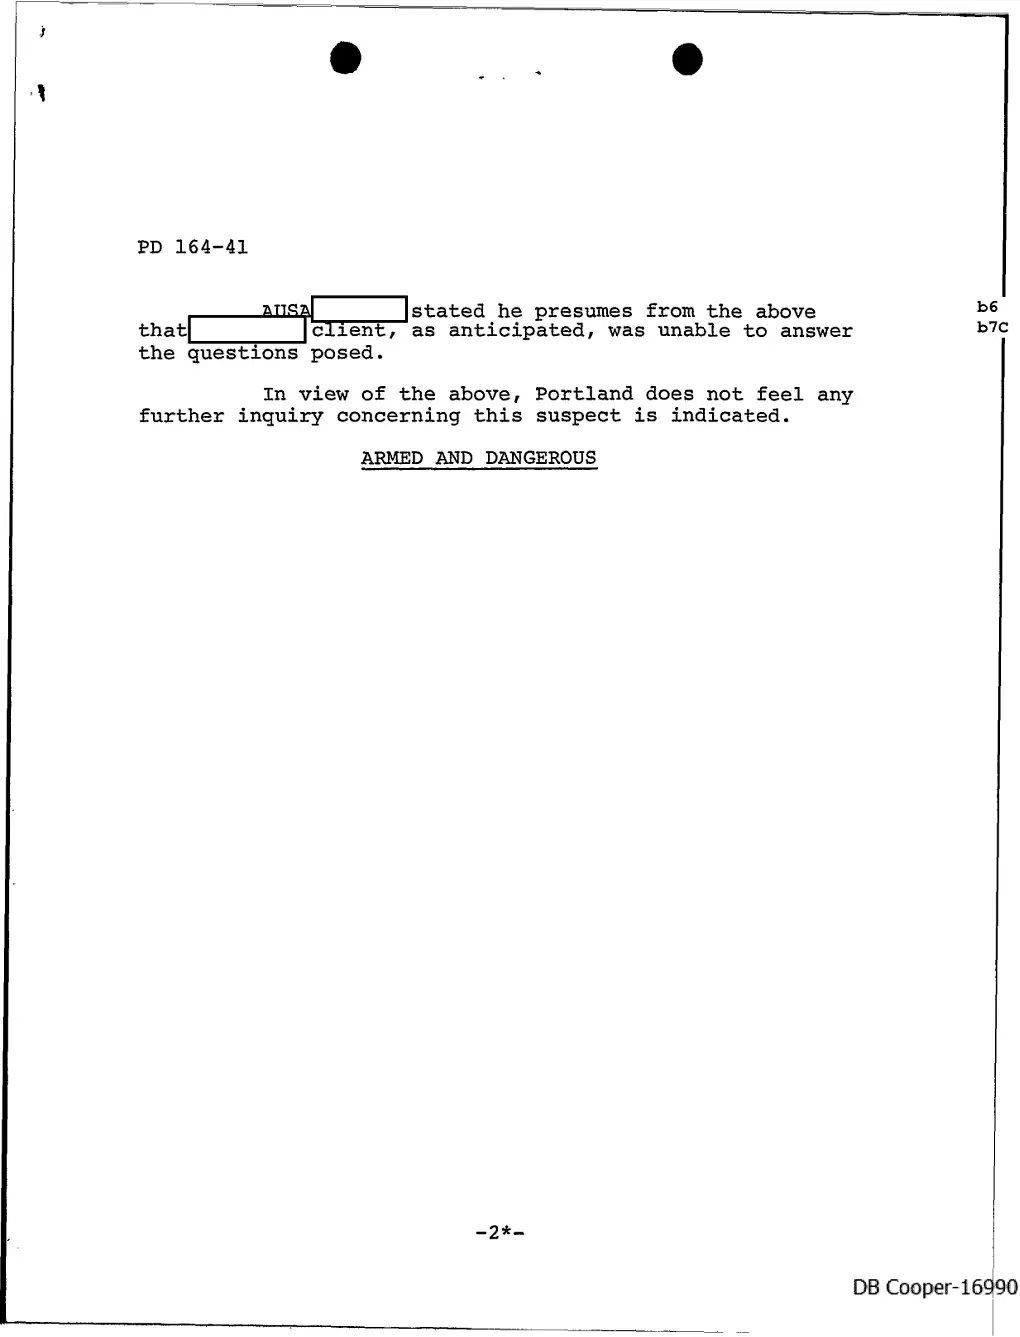 PD 164-41
AUSA stated he presumes from the above
b6
that client, as anticipated, was unable to answer
b7C
the questions posed.
In view of the above, Portland does not feel any
further inquiry concerning this suspect is indicated.
ARMED AND DANGEROUS
-2*-
DB Cooper-16990